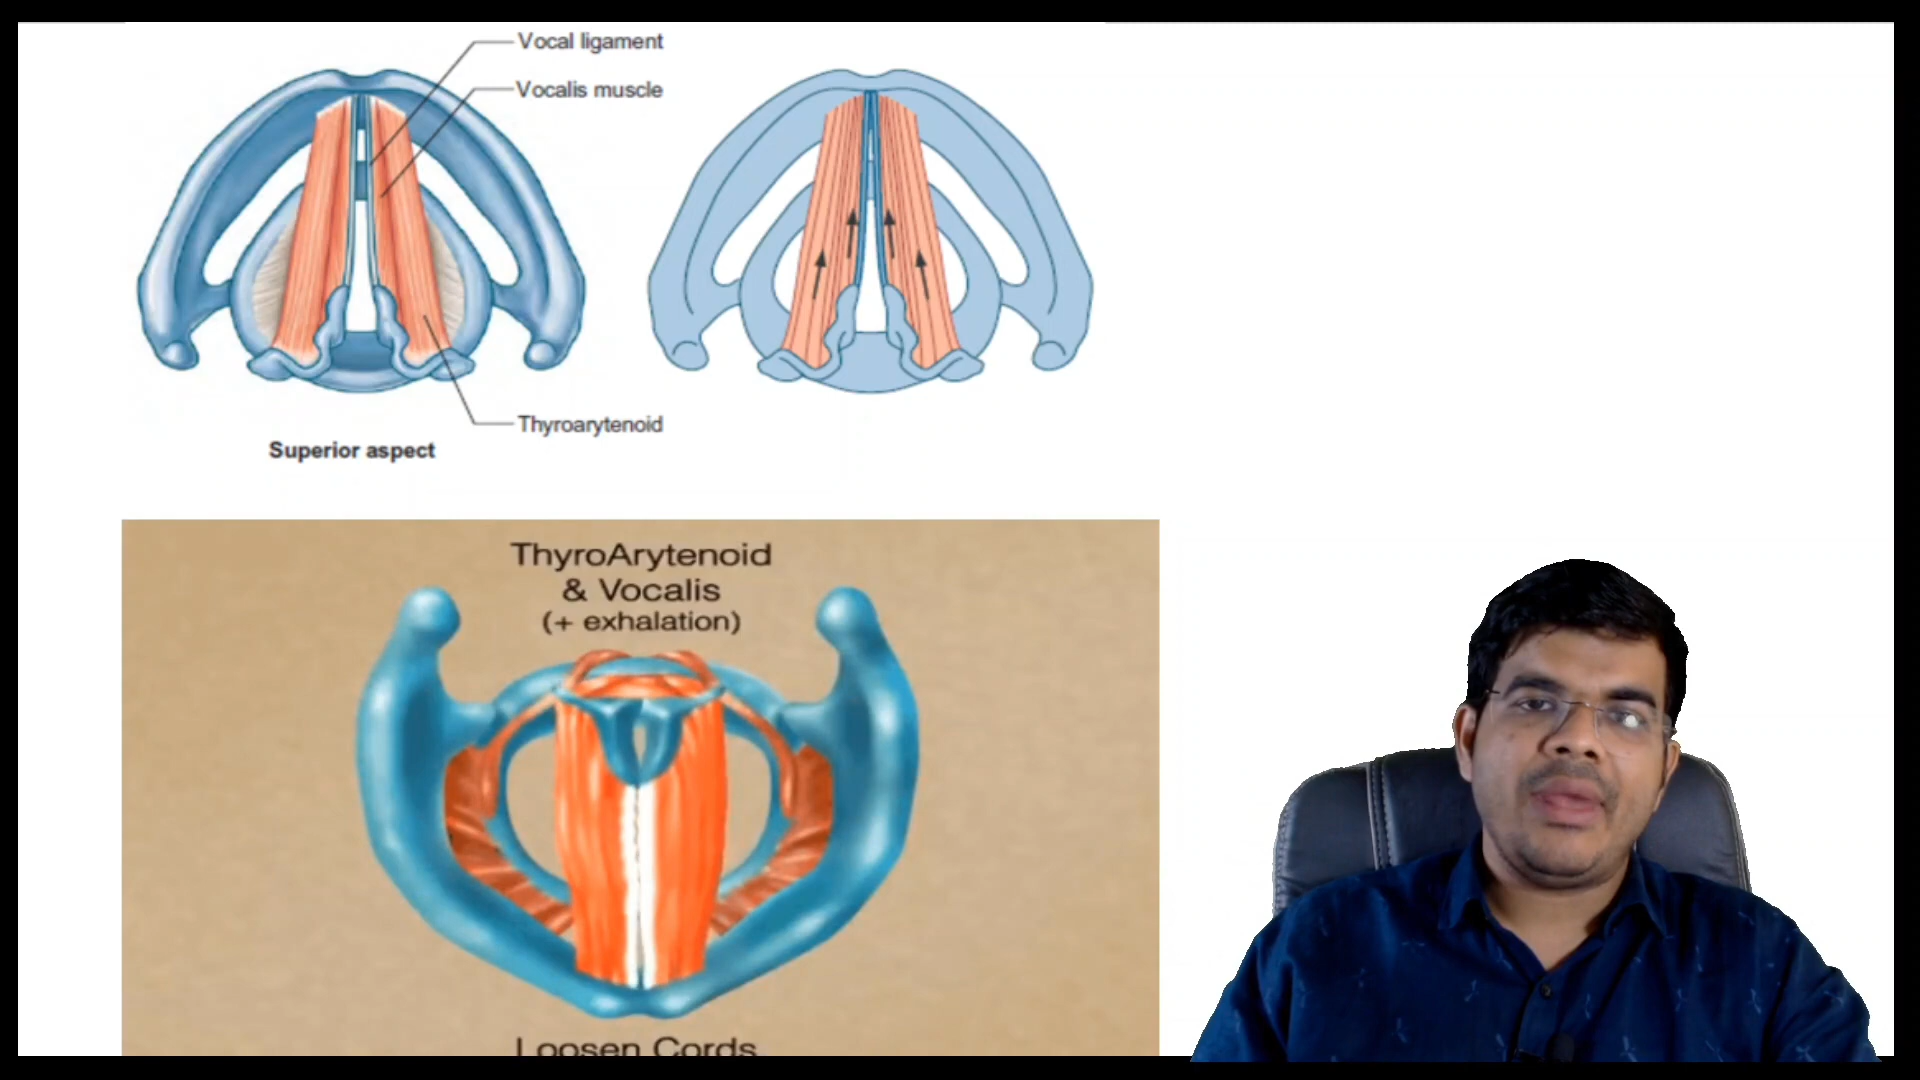 Vocal ligament
Vocalis muscle
Thyroarytenoid
Superior aspect
ThyroArytenoid
& Vocalis
(+ exhalation)
Loosen Cords